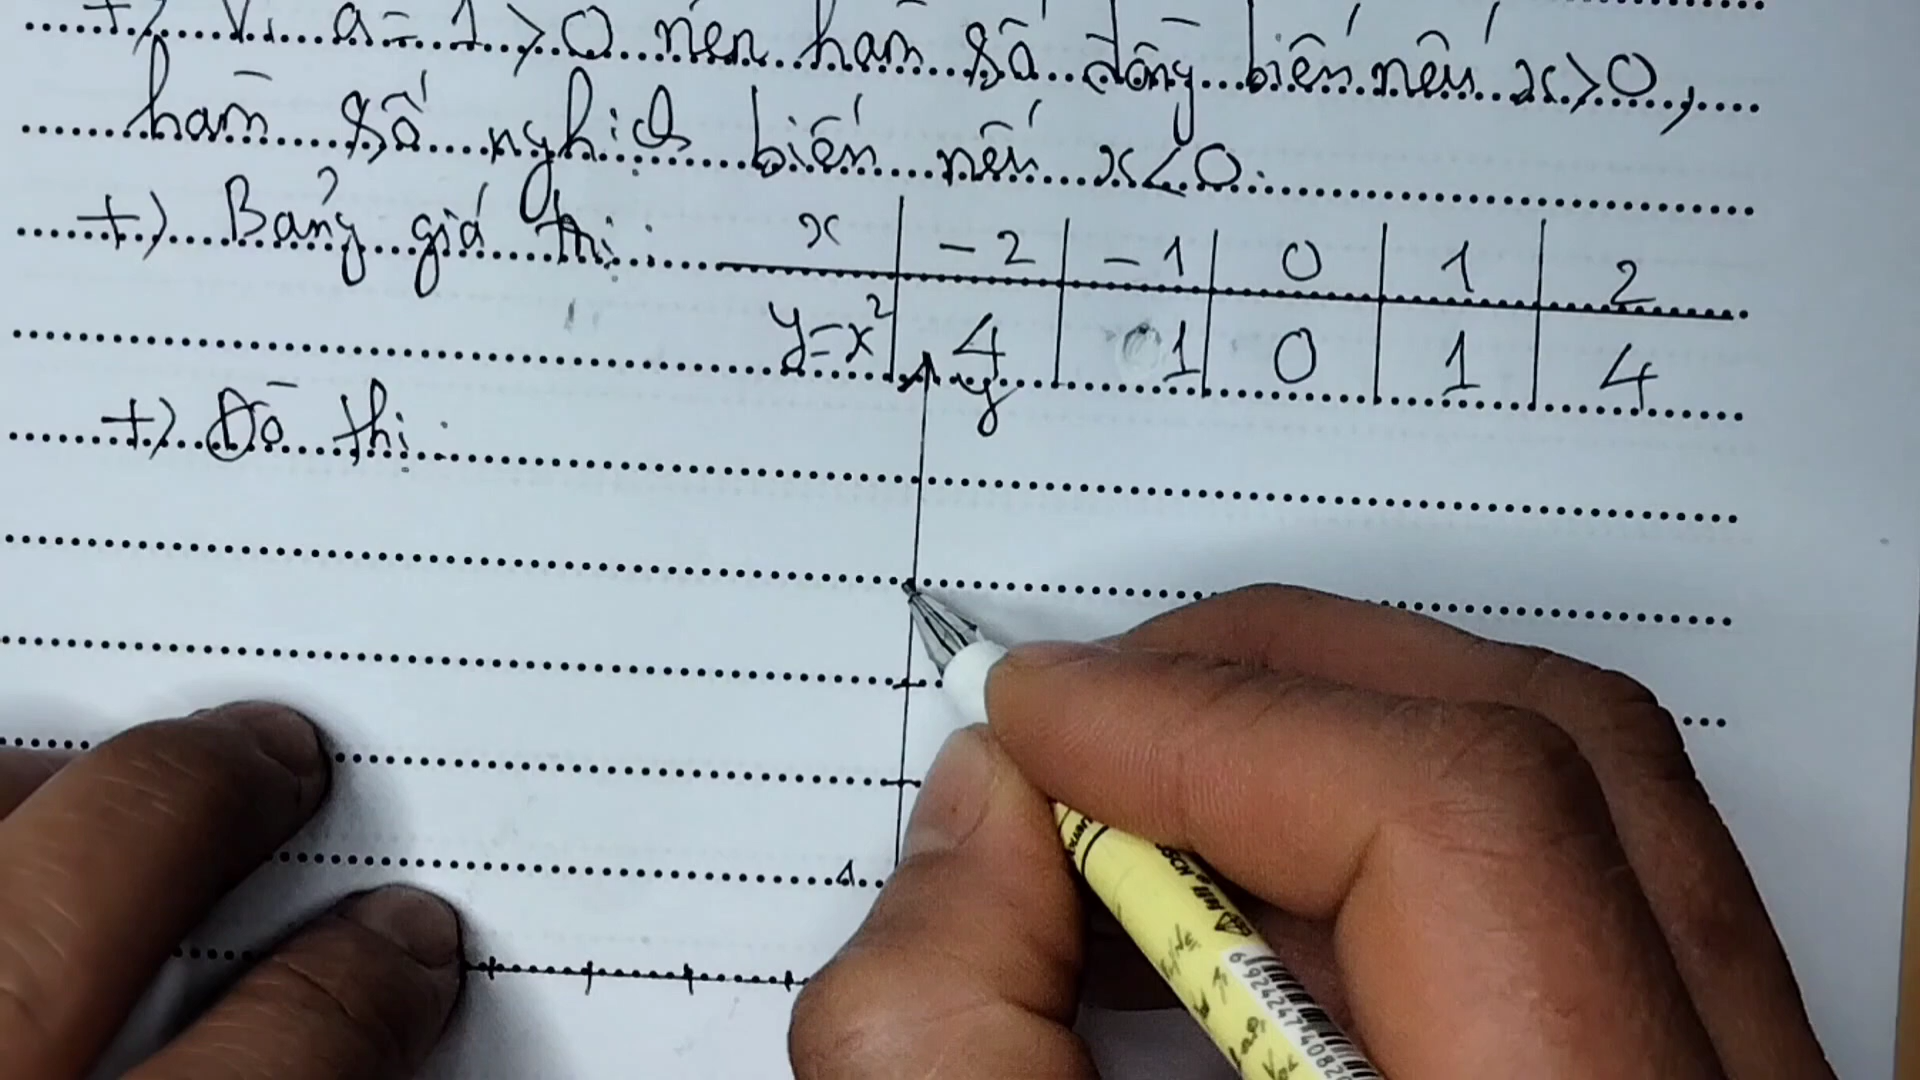 +) Vì a = 1 > 0 nên hàm số đồng biến nếu x > 0,
hàm số nghịch biến nếu x < 0.
+) Bảng giá trị:
x -2 -1 0 1 2
y = x² 4 1 0 1 4
y
+) Đồ thị:
1